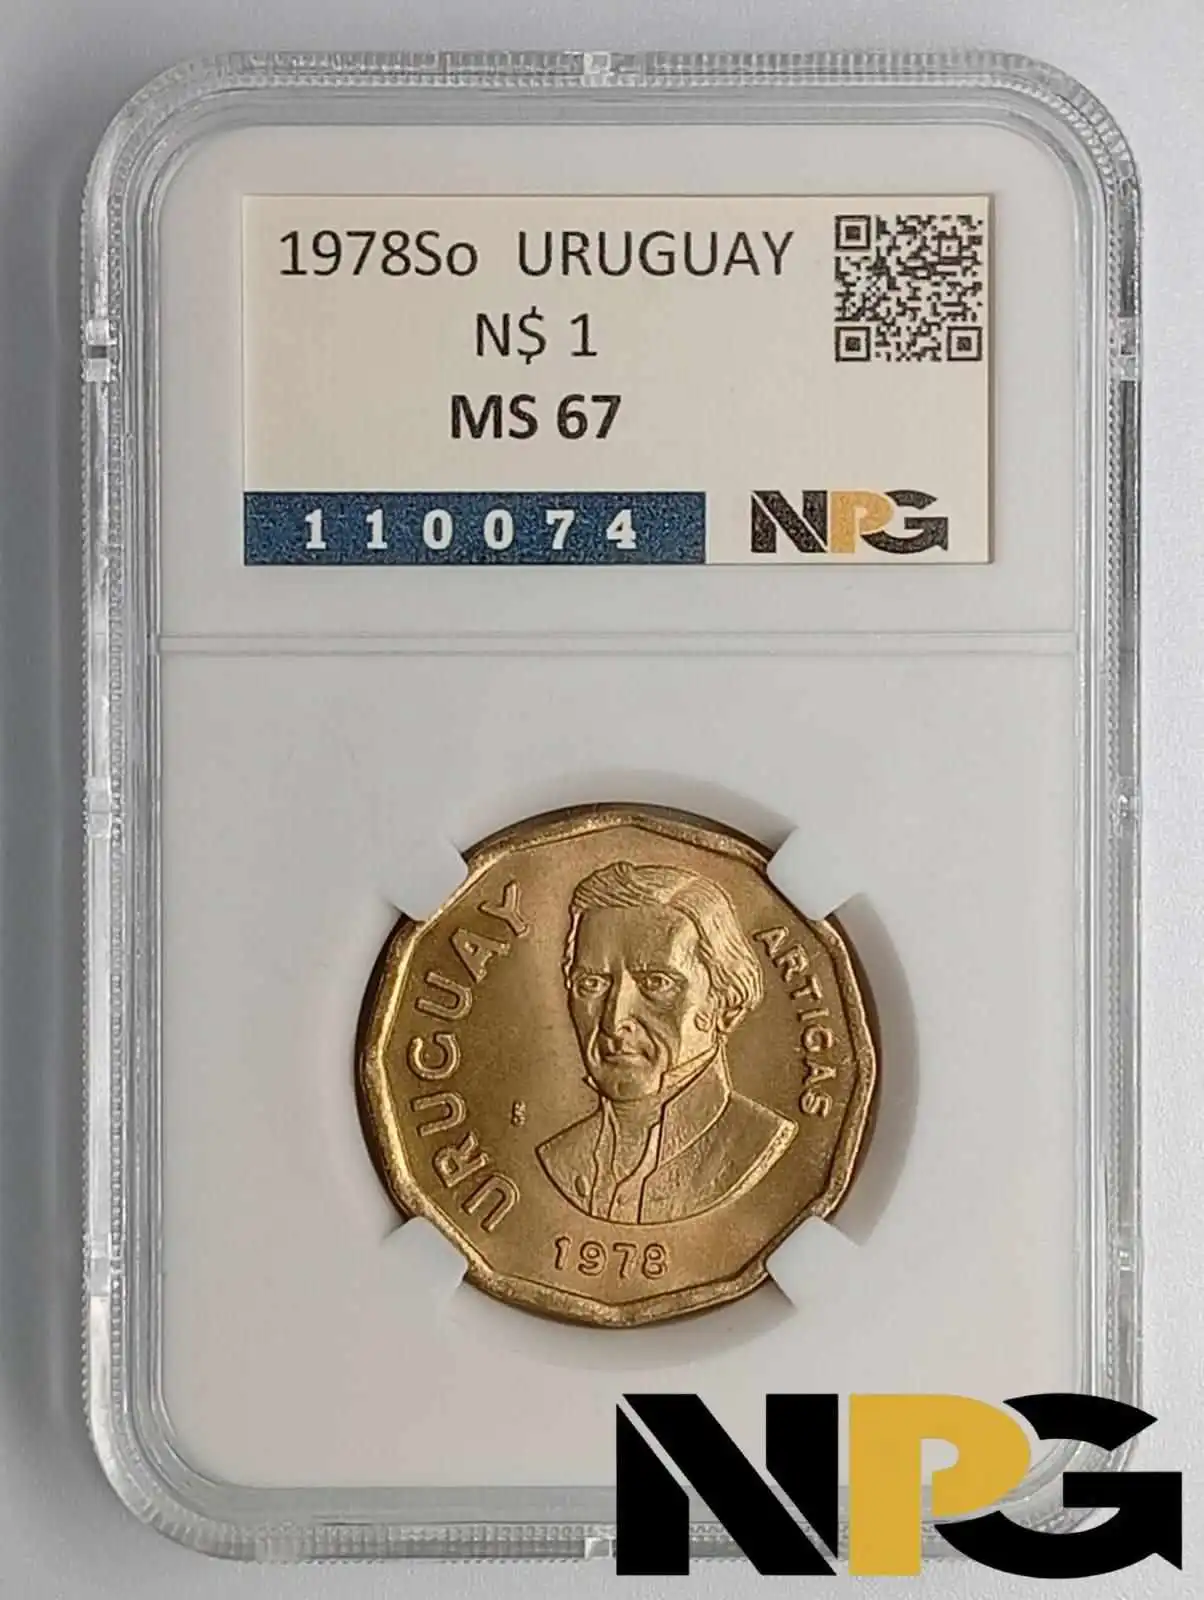 1978So URUGUAY
N$ 1
MS 67
110074
NPG
URUGUAY
ARTIGAS
1978
NPG